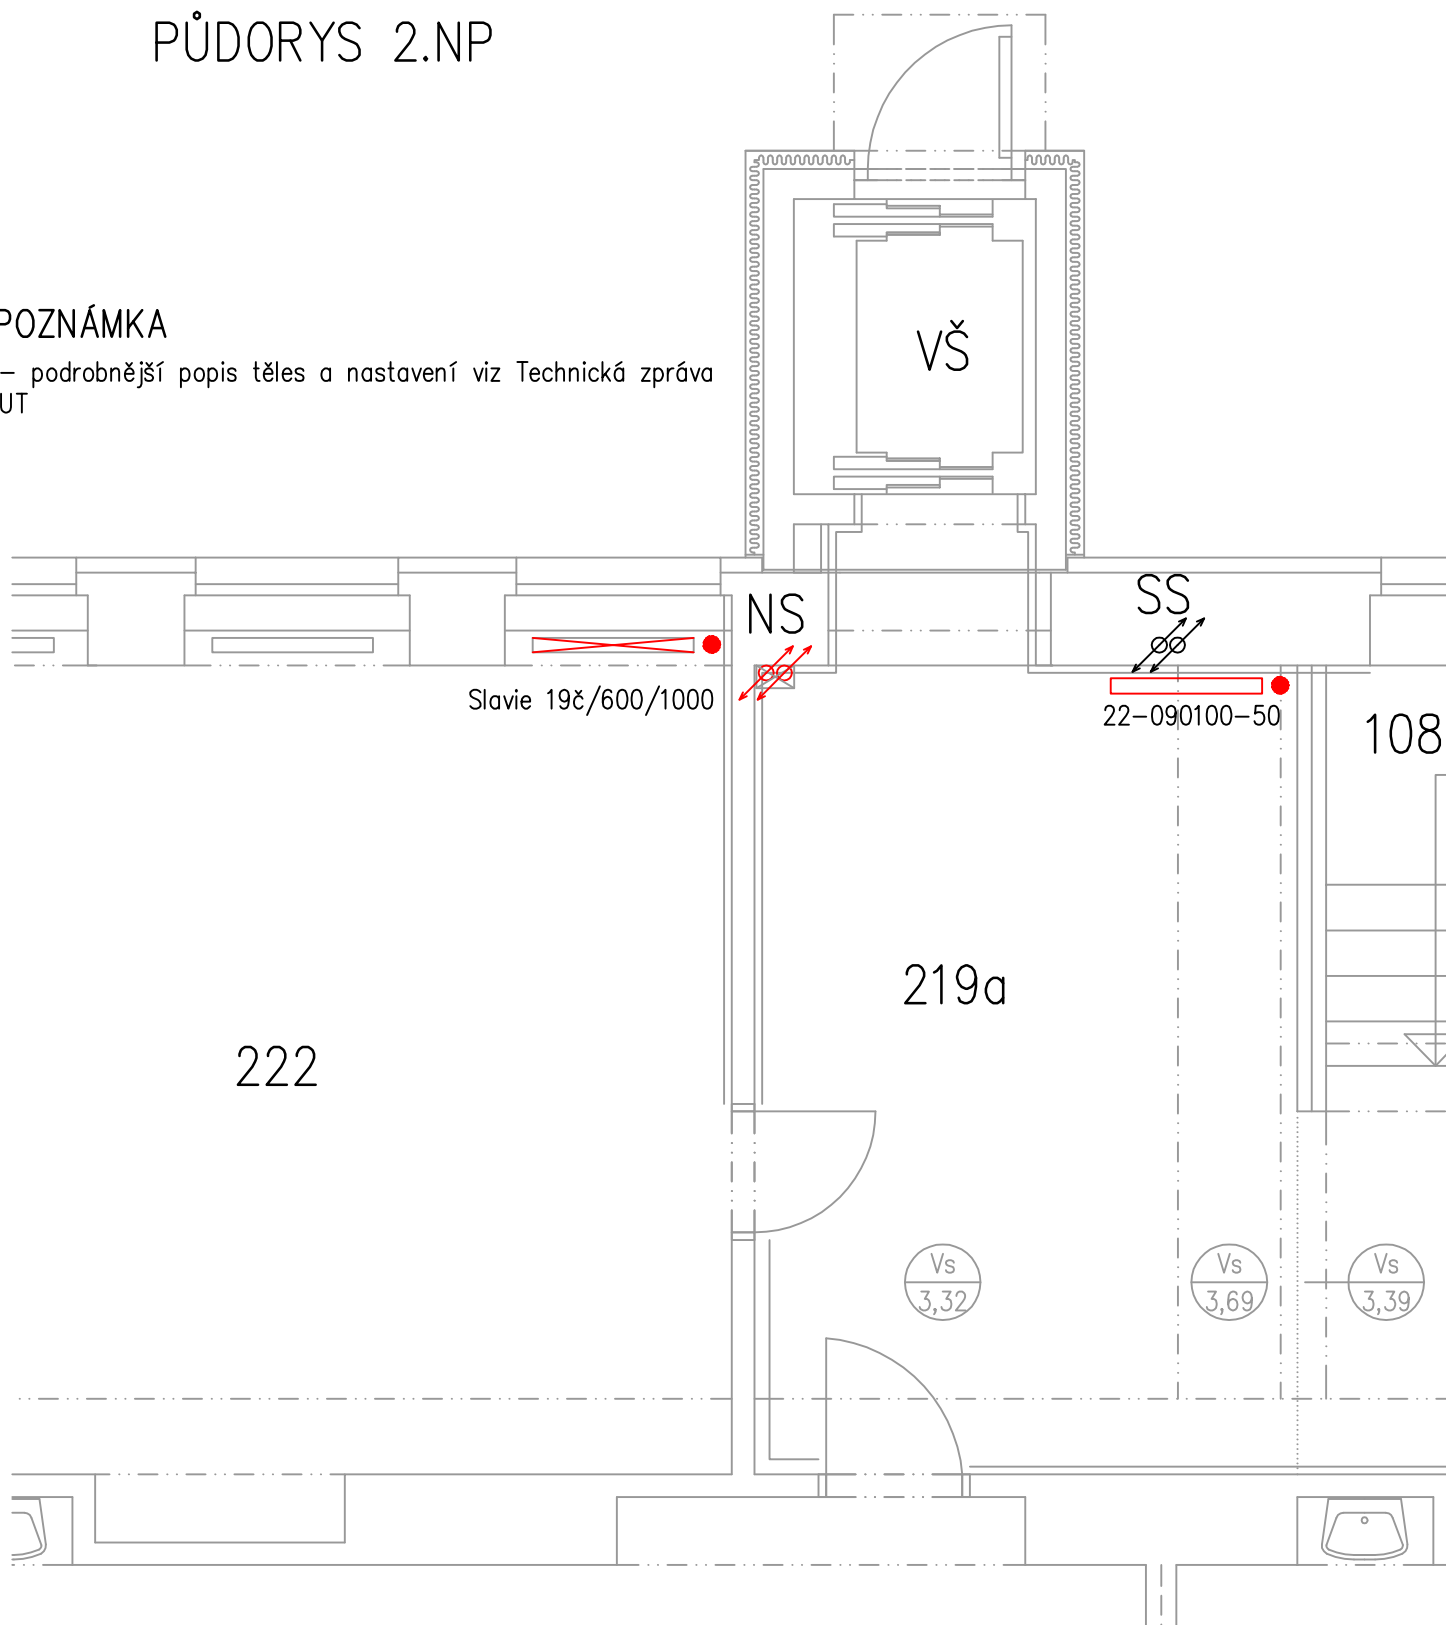 PŮDORYS 2.NP
POZNÁMKA
– podrobnější popis těles a nastavení viz Technická zpráva
UT
VŠ
NS
SS
Slavie 19č/600/1000
22–090100–50
108
219a
222
Vs
3,32
Vs
3,69
Vs
3,39